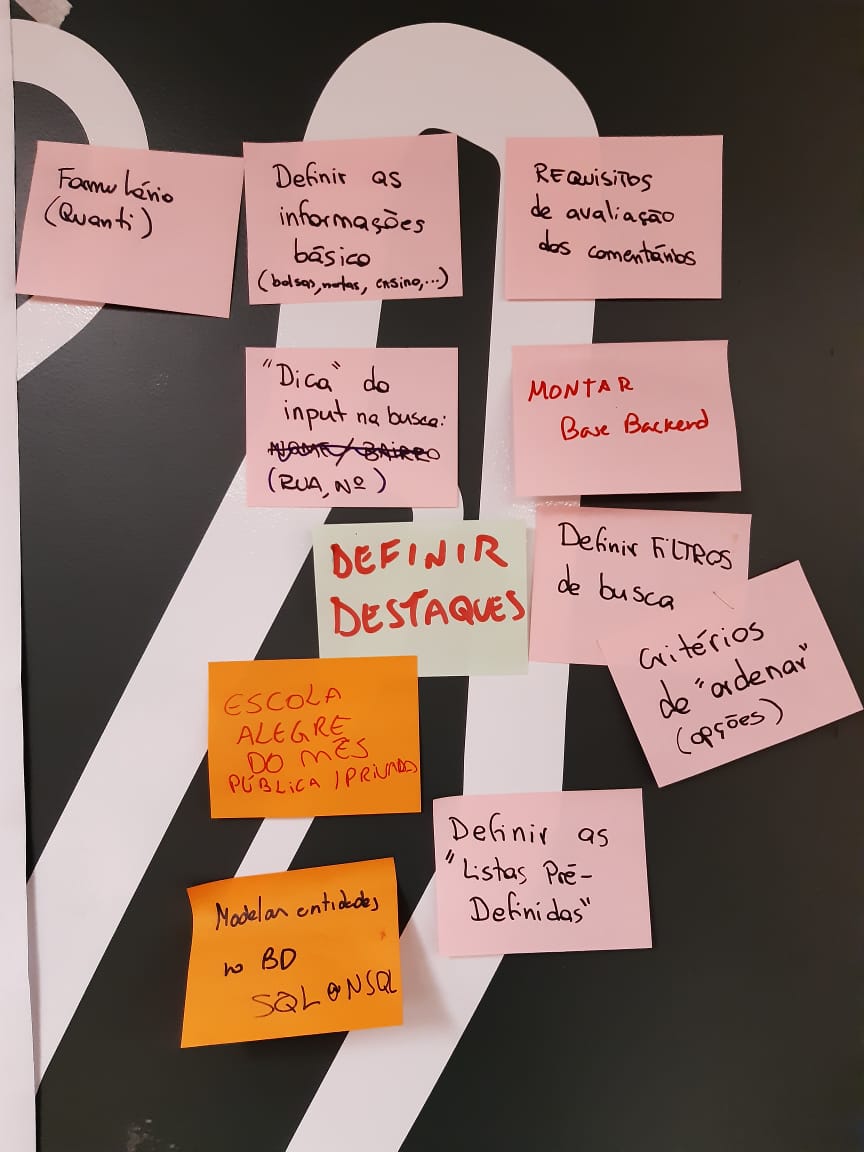 Formulário
(Quanti)
Definir as
informações
básico
(bolsas, notas, ensino, ...)
REQUISITOS
de avaliação
dos comentários
"Dica" do
input na busca:
NOME / BAIRRO
(RUA, Nº)
MONTAR
Base Backend
DEFINIR
DESTAQUES
Definir FILTROS
de busca
critérios
de "ordenar"
(opções)
ESCOLA
ALEGRE
DO MÊS
PÚBLICA / PRIVADA
Definir as
"Listas Pré-
Definidas"
Modelar entidades
no BD
SQL NSQL